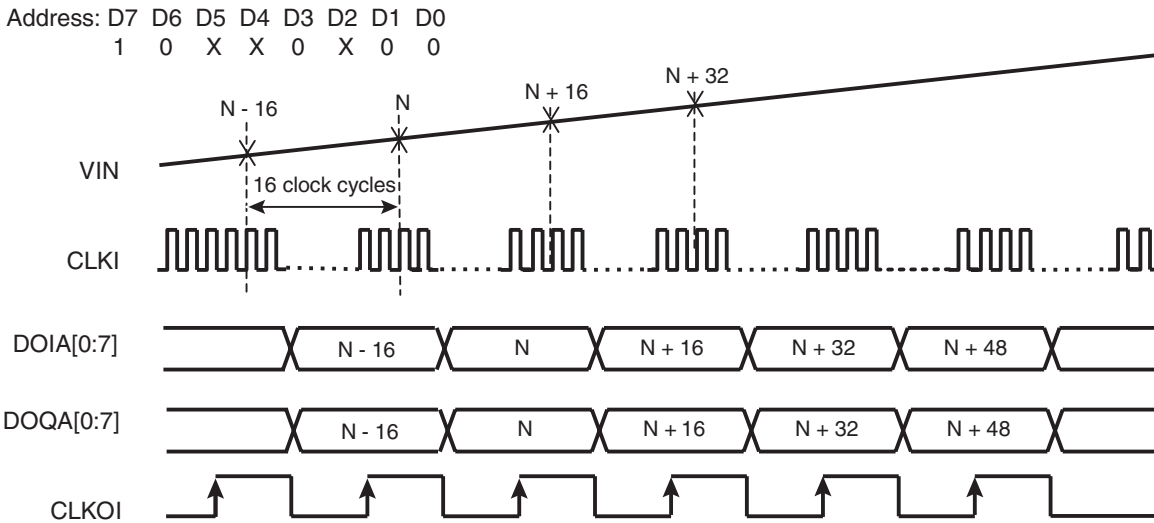 Address: D7 D6 D5 D4 D3 D2 D1 D0
1 0 X X 0 X 0 0
N + 32
N + 16
N
N - 16
VIN
16 clock cycles
CLKI
DOIA[0:7] N - 16 N N + 16 N + 32 N + 48
DOQA[0:7] N - 16 N N + 16 N + 32 N + 48
CLKOI